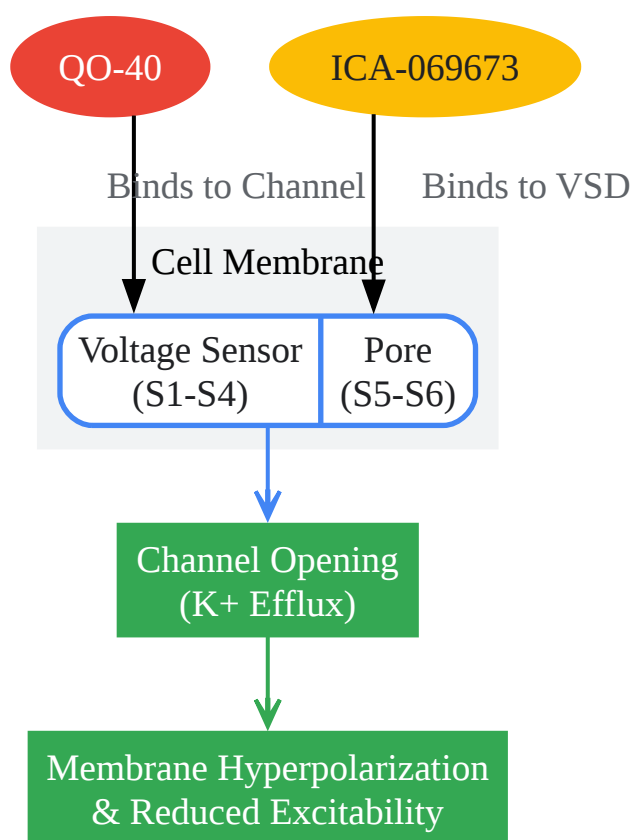 QO-40
ICA-069673
Binds to Channel
Binds to VSD
Cell Membrane
Voltage Sensor
(S1-S4)
Pore
(S5-S6)
Channel Opening
(K+ Efflux)
Membrane Hyperpolarization
& Reduced Excitability